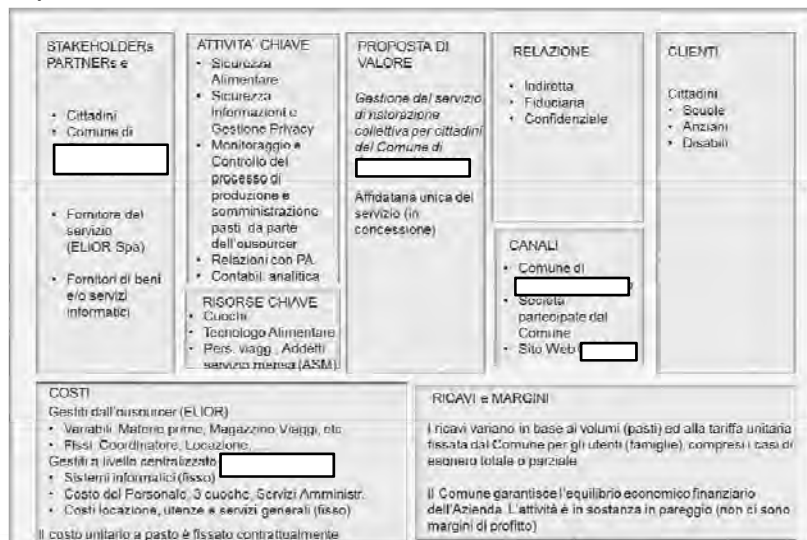 STAKEHOLDERs
PARTNERs e
• Cittadini
• Comune di
• Fornitore del
servizio
(ELIOR Spa)
• Fornitori di beni
e/o servizi
informatici
ATTIVITA' CHIAVE
• Sicurezza
Alimentare
• Sicurezza
Informazioni e
Gestione Privacy
• Monitoraggio e
Controllo del
processo di
produzione e
somministrazione
pasti da parte
dell'ousourcer
• Relazioni con PA
• Contabil. analitica
RISORSE CHIAVE
• Cuochi
• Tecnologo Alimentare
• Pers. viagg., Addetti
servizio mensa (ASM)
PROPOSTA DI
VALORE
Gestione del servizio
di ristorazione
collettiva per cittadini
del Comune di
Affidataria unica del
servizio (in
concessione)
RELAZIONE
• Indiretta
• Fiduciaria
• Confidenziale
CANALI
• Comune di
• Società
partecipate dal
Comune
• Sito Web
CLIENTI
Cittadini
• Scuole
• Anziani
• Disabili
COSTI
Gestiti dall'ousourcer (ELIOR)
• Variabili: Materie prime, Magazzino Viaggi, etc
• Fissi: Coordinatore, Locazione,
Gestiti a livello centralizzato
• Sistemi informatici (fisso)
• Costo del Personale, 3 cuoche, Servizi Amministr.
• Costi locazione, utenze e servizi generali (fisso)
Il costo unitario a pasto è fissato contrattualmente
RICAVI e MARGINI
I ricavi variano in base ai volumi (pasti) ed alla tariffa unitaria
fissata dal Comune per gli utenti (famiglie), compresi i casi di
esonero totale o parziale
Il Comune garantisce l'equilibrio economico finanziario
dell'Azienda. L'attività è in sostanza in pareggio (non ci sono
margini di profitto)